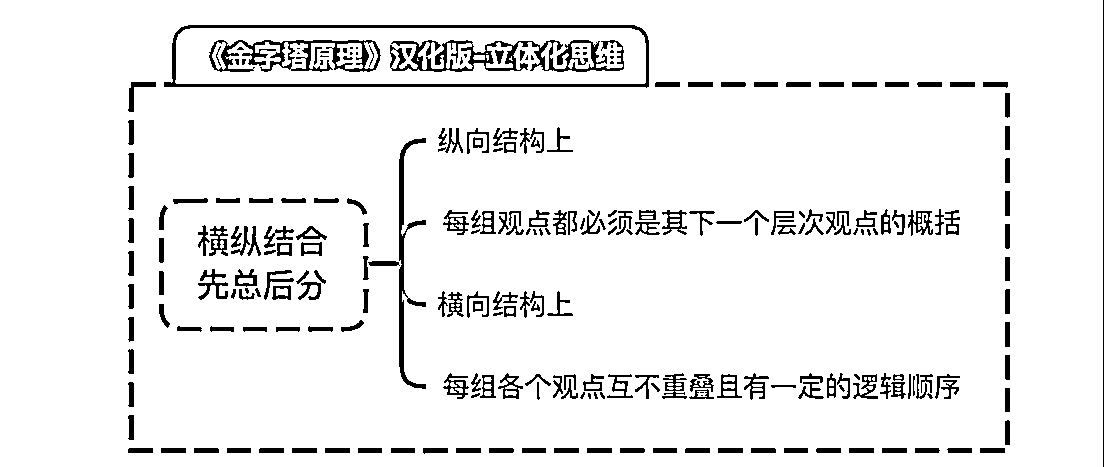 《金字塔原理》汉化版-立体化思维
纵向结构上
每组观点都必须是其下一个层次观点的概括
横纵结合
先总后分
横向结构上
每组各个观点互不重叠且有一定的逻辑顺序